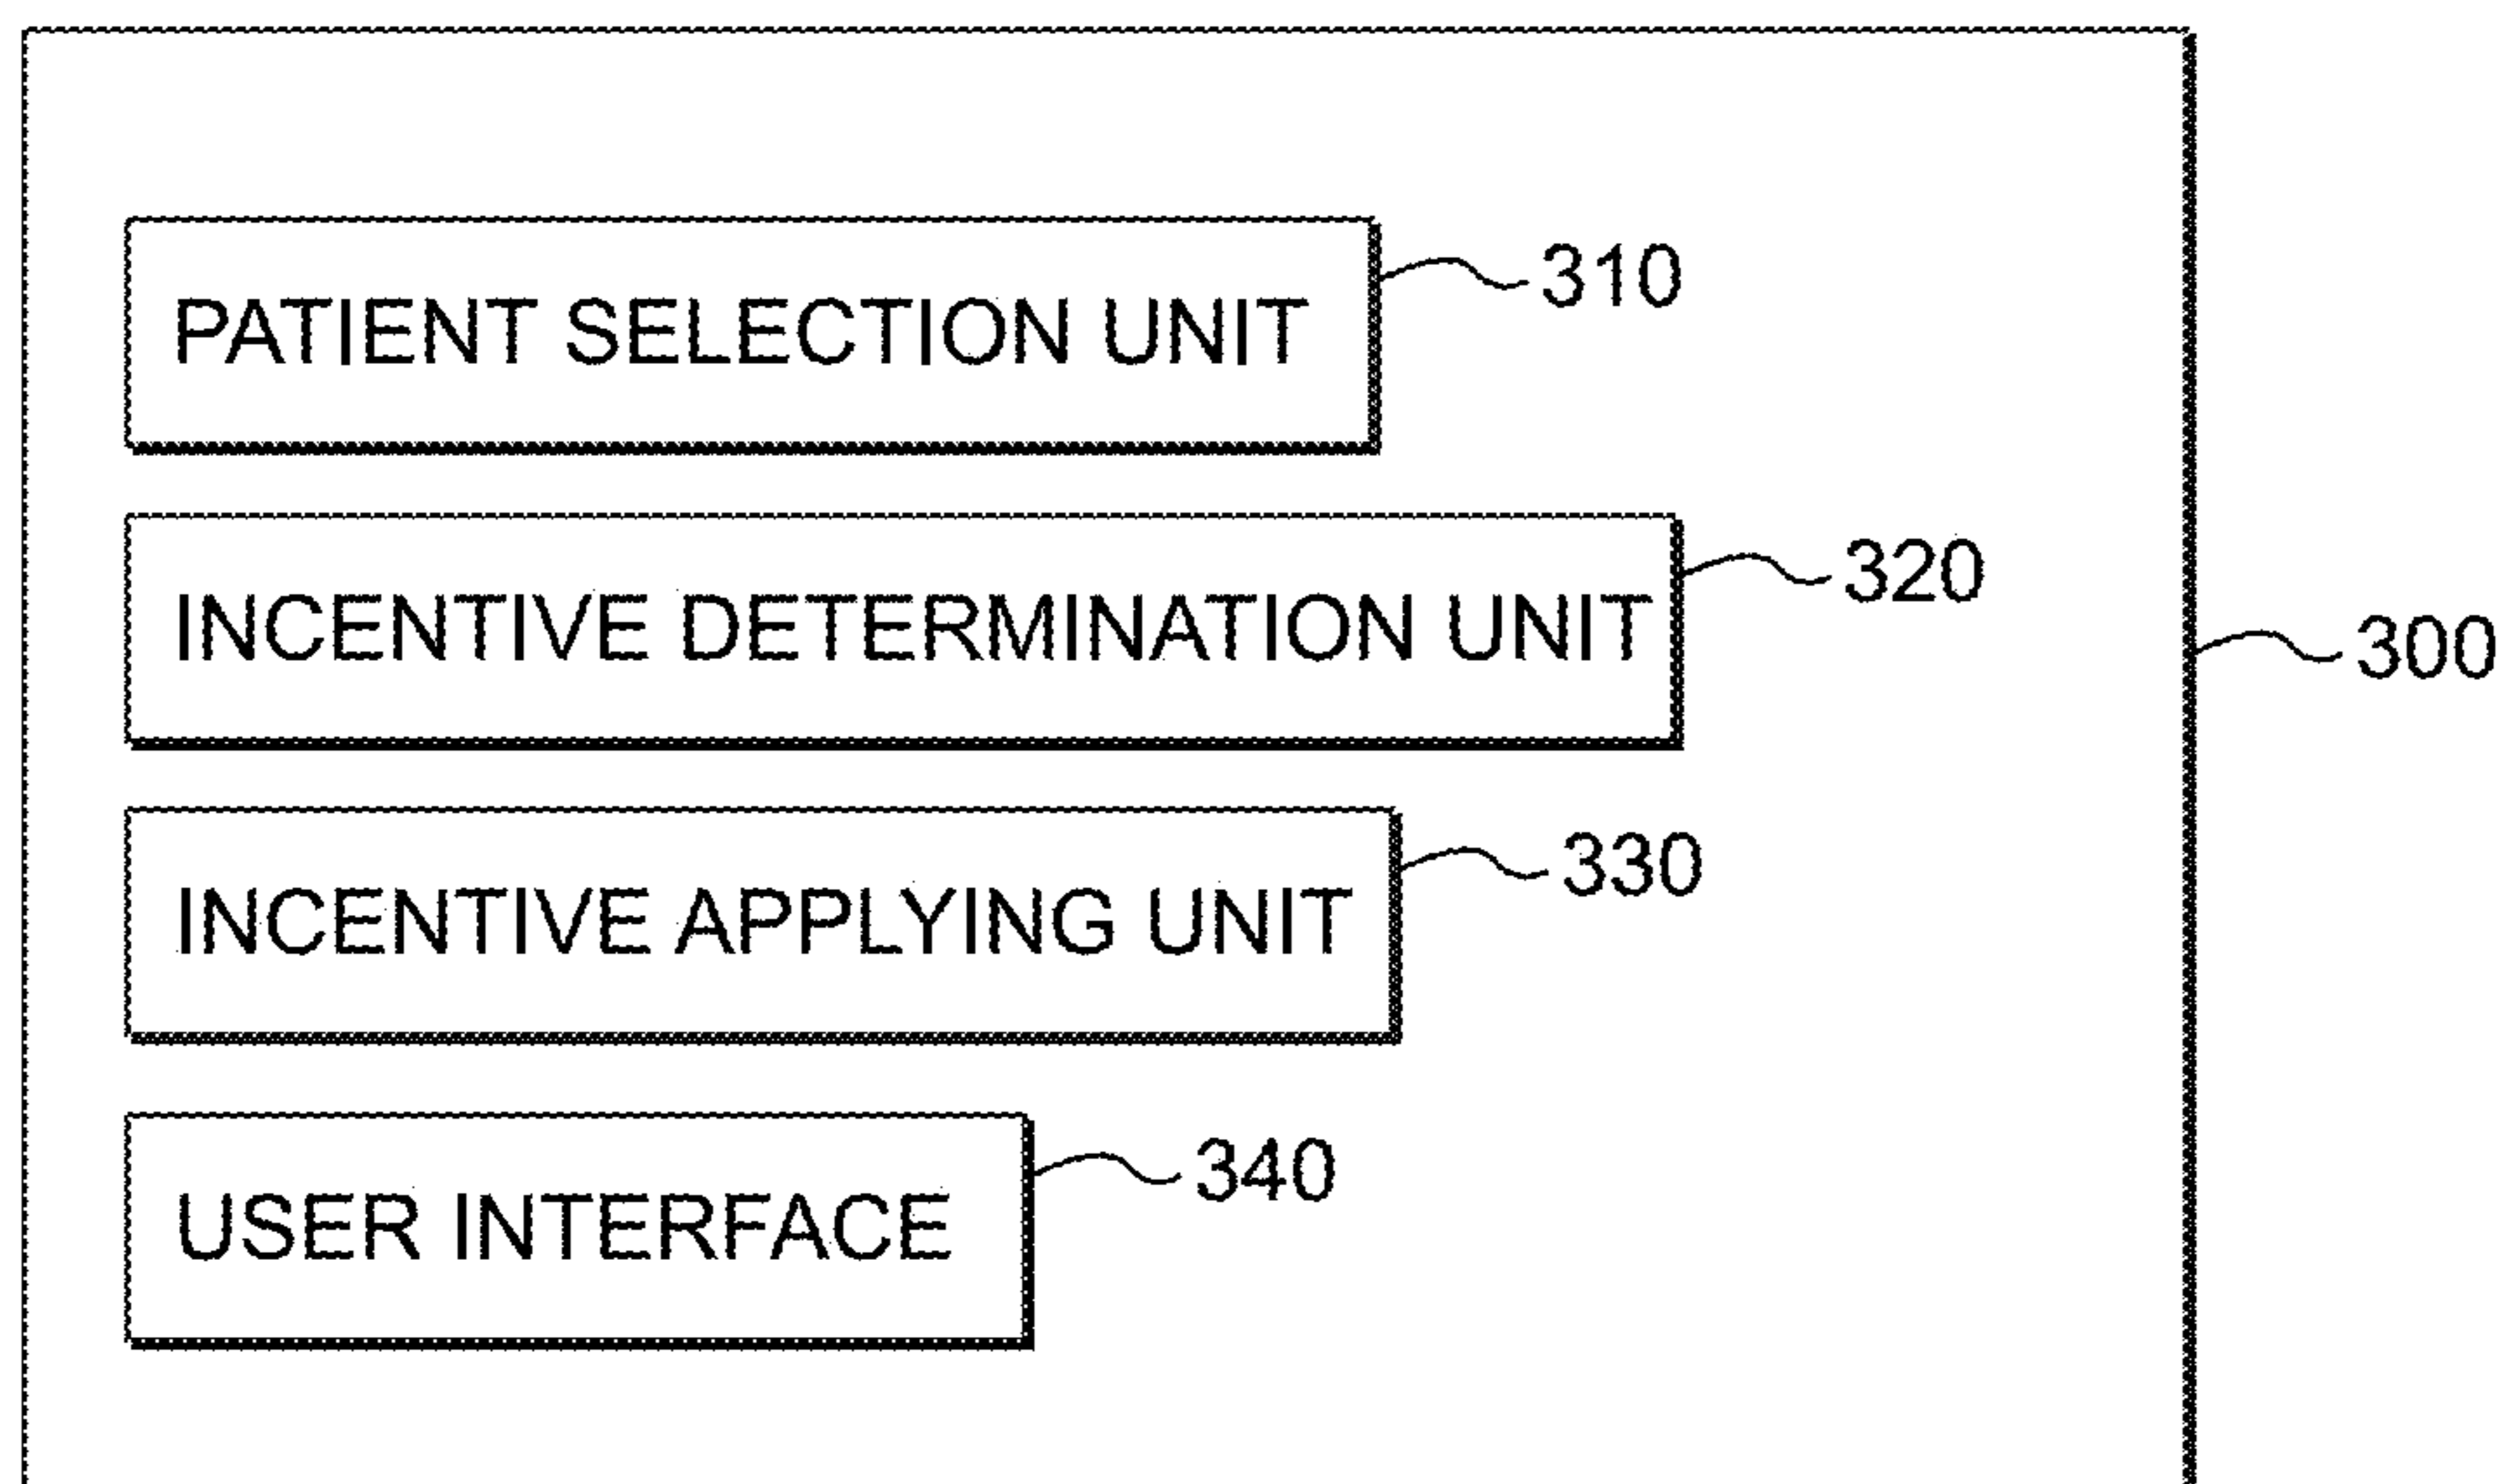 PATIENT SELECTION UNIT
310
INCENTIVE DETERMINATION UNIT
320
300
INCENTIVE APPLYING UNIT
330
USER INTERFACE
340